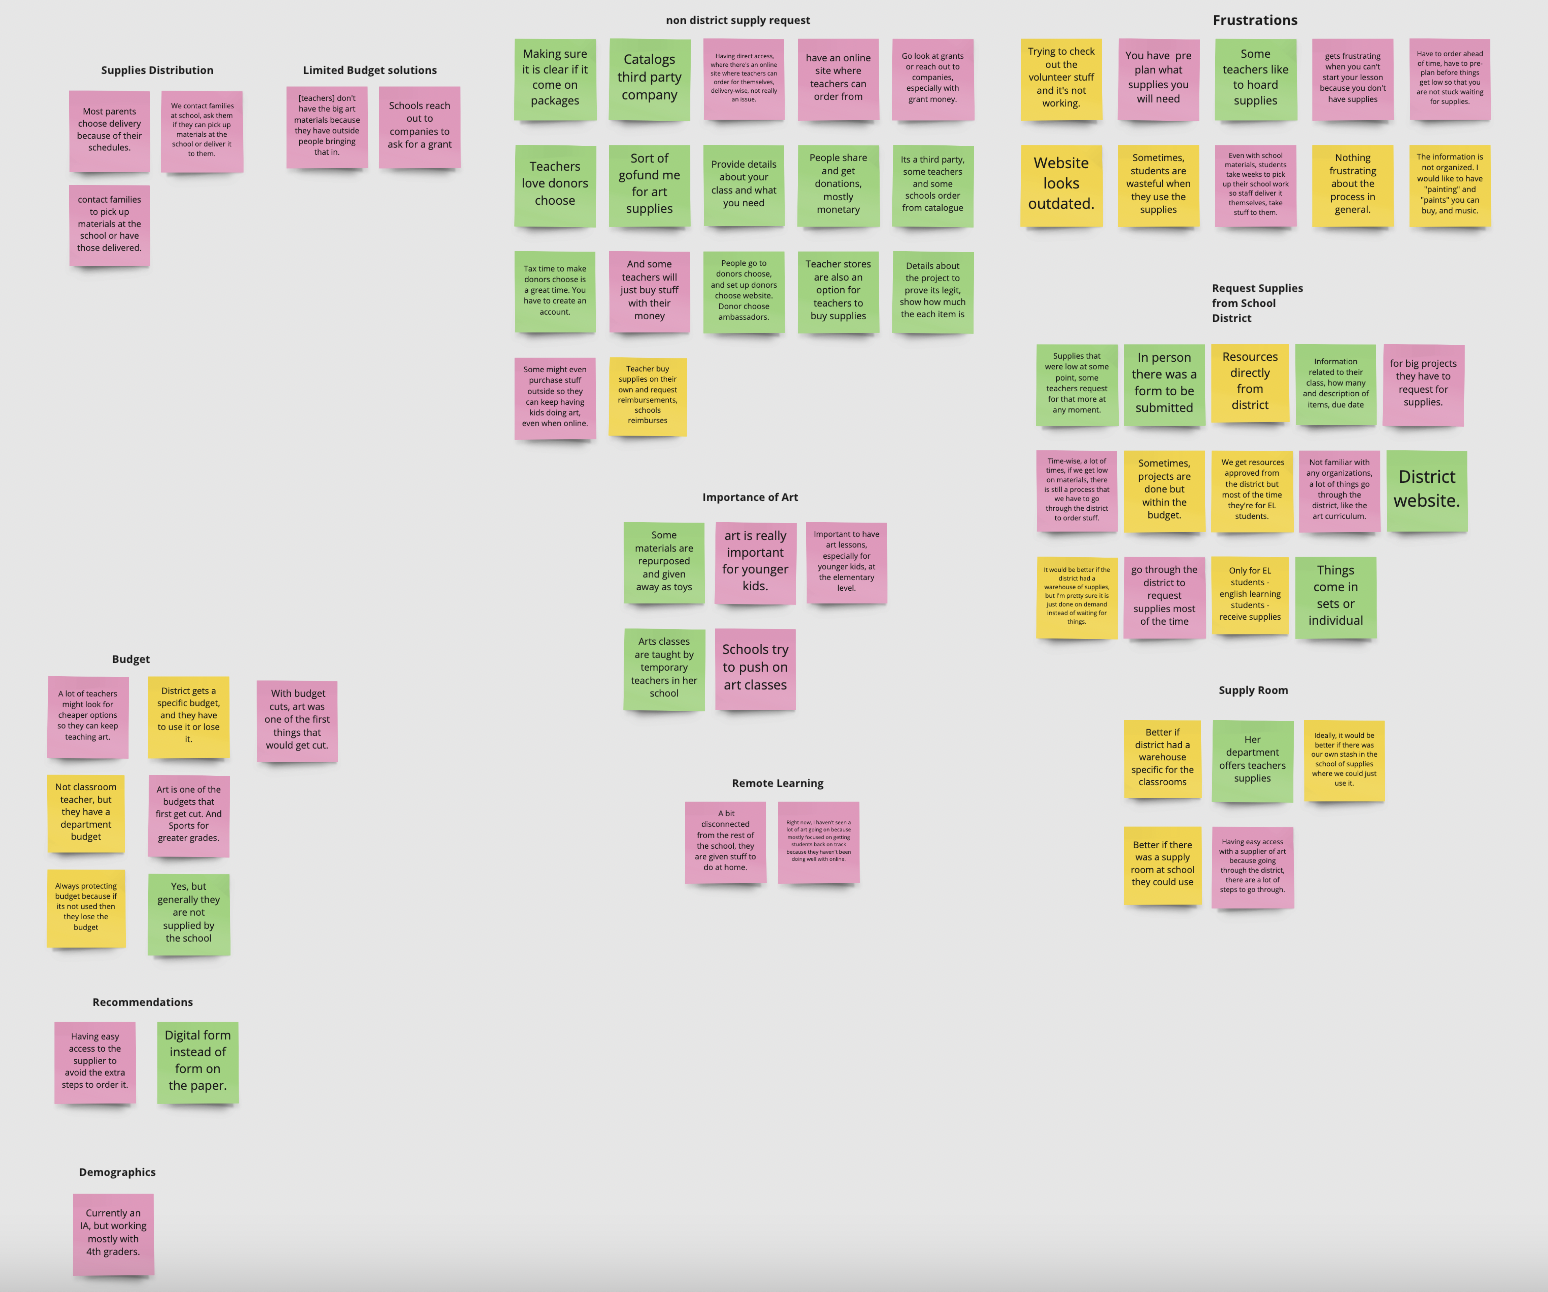 Supplies Distribution
Most parents
choose delivery
because of their
schedules.
We contact families
at school, ask them
if they can pick up
materials at the
school or deliver it
to them.
contact families
to pick up
materials at the
school or have
those delivered.
Limited Budget solutions
[teachers] don't
have the big art
materials because
they have outside
people bringing
that in.
Schools reach
out to
companies to
ask for a grant
non district supply request
Making sure
it is clear if it
come on
packages
Catalogs
third party
company
Having direct access,
where there's an online
site where teachers can
order for themselves,
delivery-wise, not really
an issue.
have an online
site where
teachers can
order from
Go look at grants
or reach out to
companies,
especially with
grant money.
Teachers
love donors
choose
Sort of
gofund me
for art
supplies
Provide details
about your
class and what
you need
People share
and get
donations,
mostly
monetary
Its a third party,
some teachers
and some
schools order
from catalogue
Tax time to make
donors choose is
a great time. You
have to create an
account.
And some
teachers will
just buy stuff
with their
money
People go to
donors choose,
and set up donors
choose website.
Donor choose
ambassadors.
Teacher stores
are also an
option for
teachers to
buy supplies
Details about
the project to
prove its legit,
show how much
the each item is
Some might even
purchase stuff
outside so they
can keep having
kids doing art,
even when online.
Teacher buy
supplies on their
own and request
reimbursements,
schools
reimburses
Frustrations
Trying to check
out the
volunteer stuff
and it's not
working.
You have  pre
plan what
supplies you
will need
Some
teachers like
to hoard
supplies
gets frustrating
when you can't
start your lesson
because you don't
have supplies
Have to order ahead
of time, have to pre-
plan before things
get low so that you
are not stuck waiting
for supplies.
Website
looks
outdated.
Sometimes,
students are
wasteful when
they use the
supplies
Even with school
materials, students
take weeks to pick
up their school work
so staff deliver it
themselves, take
stuff to them.
Nothing
frustrating
about the
process in
general.
The information is
not organized. I
would like to have
"painting" and
"paints" you can
buy, and music.
Request Supplies
from School
District
Supplies that
were low at some
point, some
teachers request
for that more at
any moment.
In person
there was a
form to be
submitted
Resources
directly
from
district
Information
related to their
class, how many
and description of
items, due date
for big projects
they have to
request for
supplies.
Time-wise, a lot of
times, if we get low
on materials, there
is still a process that
we have to go
through the district
to order stuff.
Sometimes,
projects are
done but
within the
budget.
We get resources
approved from
the district but
most of the time
they're for EL
students.
Not familiar with
any organizations,
a lot of things go
through the
district, like the
art curriculum.
District
website.
It would be better if the
district had a
warehouse of supplies,
but I'm pretty sure it is
just done on demand
instead of waiting for
things.
go through the
district to
request
supplies most
of the time
Only for EL
students -
english learning
students -
receive supplies
Things
come in
sets or
individual
Importance of Art
Some
materials are
repurposed
and given
away as toys
art is really
important
for younger
kids.
Important to have
art lessons,
especially for
younger kids, at
the elementary
level.
Arts classes
are taught by
temporary
teachers in her
school
Schools try
to push on
art classes
Budget
A lot of teachers
might look for
cheaper options
so they can keep
teaching art.
District gets a
specific budget,
and they have
to use it or lose
it.
With budget
cuts, art was
one of the first
things that
would get cut.
Not classroom
teacher, but
they have a
department
budget
Art is one of the
budgets that
first get cut. And
Sports for
greater grades.
Always protecting
budget because if
its not used then
they lose the
budget
Yes, but
generally they
are not
supplied by
the school
Remote Learning
A bit
disconnected
from the rest of
the school, they
are given stuff to
do at home.
Right now, I haven't seen a
lot of art going on because
mostly focused on getting
students back on track
because they haven't been
doing well with online.
Supply Room
Better if
district had a
warehouse
specific for the
classrooms
Her
department
offers teachers
supplies
Ideally, it would be
better if there was
our own stash in the
school of supplies
where we could just
use it.
Better if there
was a supply
room at school
they could use
Having easy access
with a supplier of art
because going
through the district,
there are a lot of
steps to go through.
Recommendations
Having easy
access to the
supplier to
avoid the extra
steps to order it.
Digital form
instead of
form on
the paper.
Demographics
Currently an
IA, but working
mostly with
4th graders.